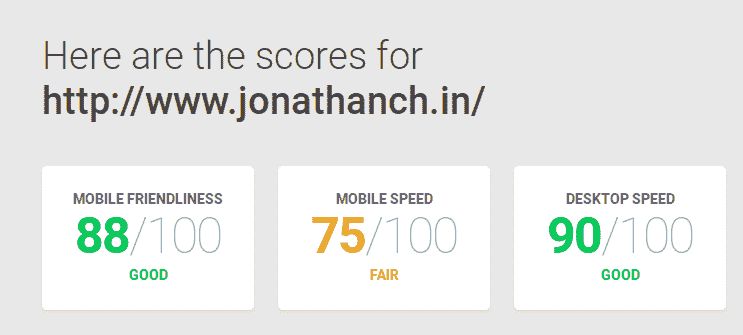 Here are the scores for
http://www.jonathanch.in/
MOBILE FRIENDLINESS
88/100
GOOD
MOBILE SPEED
75/100
FAIR
DESKTOP SPEED
90/100
GOOD